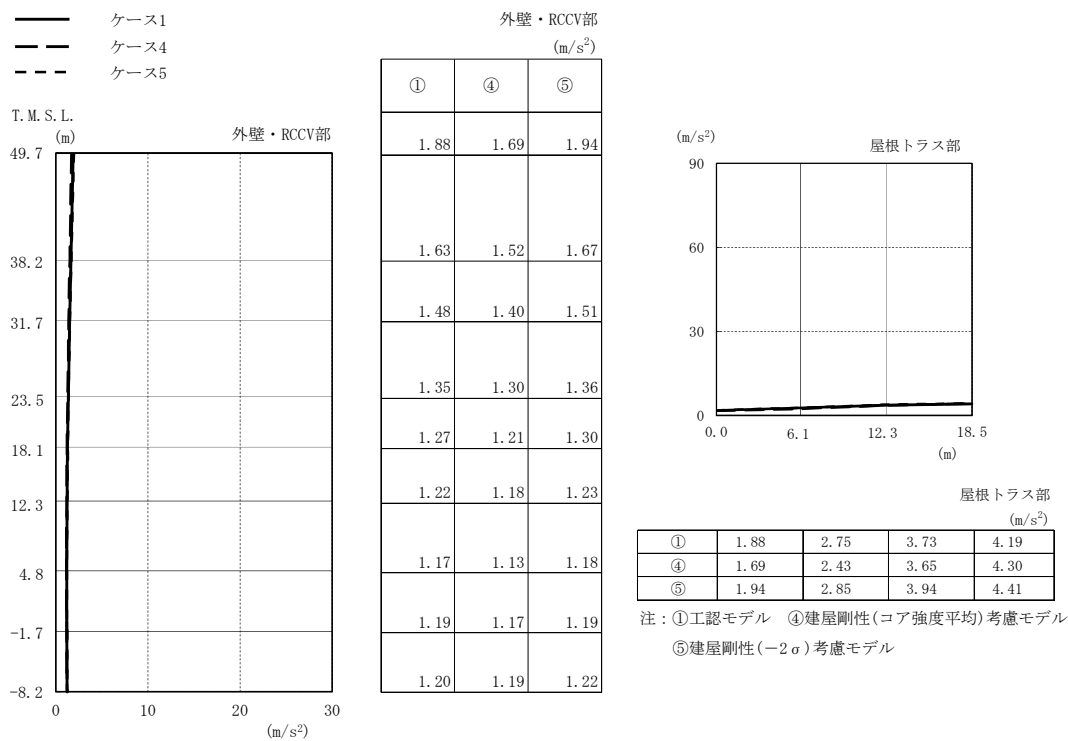 ケース1
ケース4
ケース5
T.M.S.L.
(m)
外壁・RCCV部
49.7
38.2
31.7
23.5
18.1
12.3
4.8
-1.7
-8.2
0 10 20 30
(m/s²)
外壁・RCCV部
(m/s²)
① ④ ⑤
1.88 1.69 1.94
1.63 1.52 1.67
1.48 1.40 1.51
1.35 1.30 1.36
1.27 1.21 1.30
1.22 1.18 1.23
1.17 1.13 1.18
1.19 1.17 1.19
1.20 1.19 1.22
(m/s²)
屋根トラス部
90
60
30
0
0.0 6.1 12.3 18.5
(m)
屋根トラス部
(m/s²)
① 1.88 2.75 3.73 4.19
④ 1.69 2.43 3.65 4.30
⑤ 1.94 2.85 3.94 4.41
注：①工認モデル ④建屋剛性(コア強度平均)考慮モデル
⑤建屋剛性(－2σ)考慮モデル